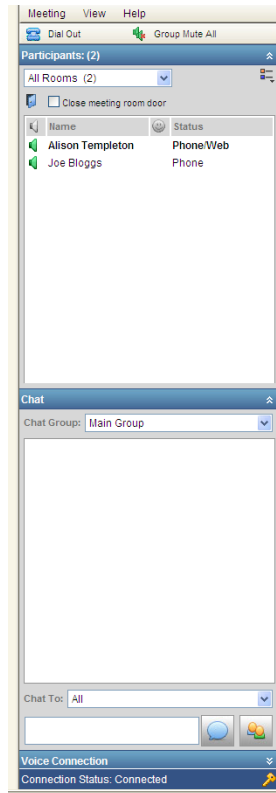 Meeting View Help
Dial Out Group Mute All
Participants: (2)
All Rooms (2)
Close meeting room door
Name Status
Alison Templeton Phone/Web
Joe Bloggs Phone
Chat
Chat Group: Main Group
Chat To: All
Voice Connection
Connection Status: Connected